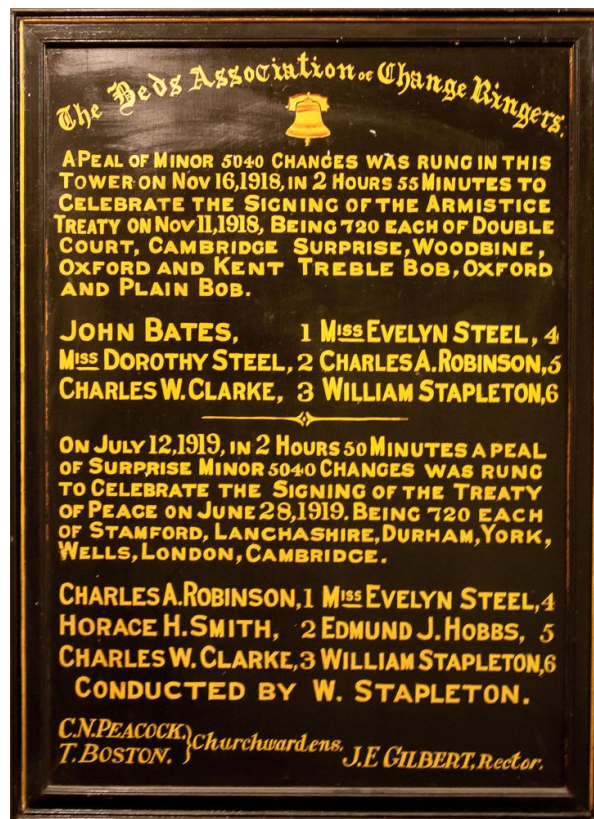 The Beds Association of Change Ringers.
A PEAL OF MINOR 5040 CHANGES WAS RUNG IN THIS
TOWER ON NOV 16, 1918, IN 2 HOURS 55 MINUTES TO
CELEBRATE THE SIGNING OF THE ARMISTICE
TREATY ON NOV 11, 1918, BEING 720 EACH OF DOUBLE
COURT, CAMBRIDGE SURPRISE, WOODBINE,
OXFORD AND KENT TREBLE BOB, OXFORD
AND PLAIN BOB.
JOHN BATES, 1 MISS EVELYN STEEL, 4
MISS DOROTHY STEEL, 2 CHARLES A. ROBINSON, 5
CHARLES W. CLARKE, 3 WILLIAM STAPLETON, 6
ON JULY 12, 1919, IN 2 HOURS 50 MINUTES A PEAL
OF SURPRISE MINOR 5040 CHANGES WAS RUNG
TO CELEBRATE THE SIGNING OF THE TREATY
OF PEACE ON JUNE 28, 1919. BEING 720 EACH
OF STAMFORD, LANCHASHIRE, DURHAM, YORK,
WELLS, LONDON, CAMBRIDGE.
CHARLES A. ROBINSON, 1 MISS EVELYN STEEL, 4
HORACE H. SMITH, 2 EDMUND J. HOBBS, 5
CHARLES W. CLARKE, 3 WILLIAM STAPLETON, 6
CONDUCTED BY W. STAPLETON.
C.N. PEACOCK.
T. BOSTON. } Churchwardens.
J.E GILBERT, Rector.